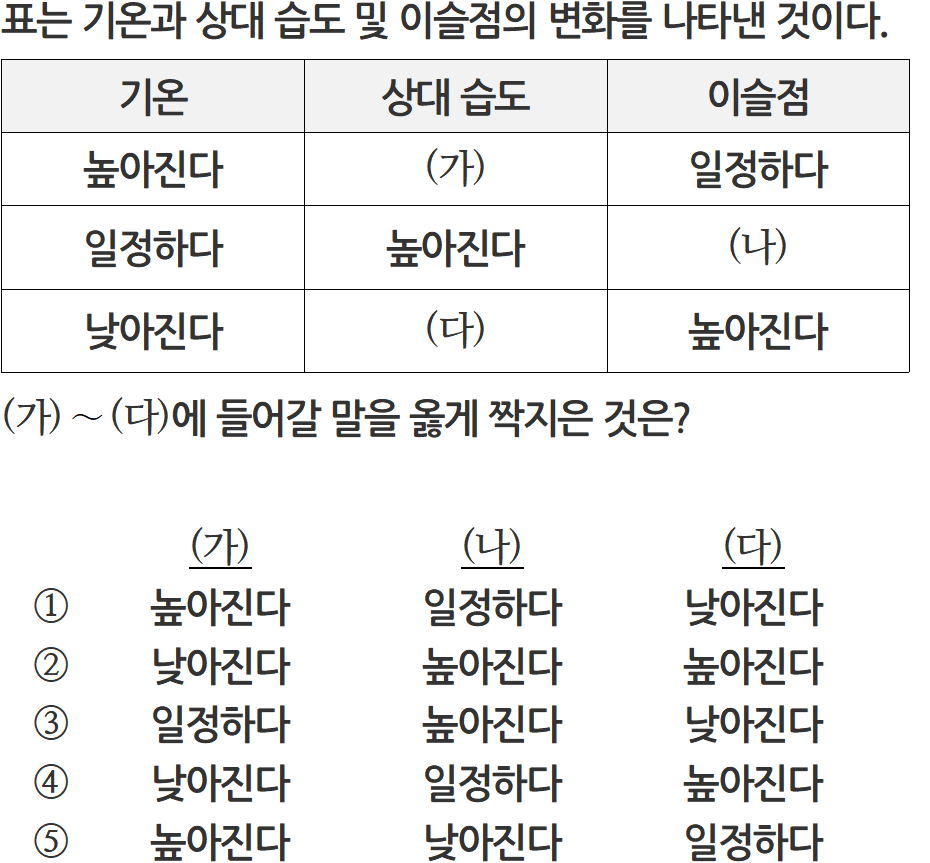 표는 기온과 상대 습도 및 이슬점의 변화를 나타낸 것이다.
기온 상대 습도 이슬점
높아진다 (가) 일정하다
일정하다 높아진다 (나)
낮아진다 (다) 높아진다
(가) ~ (다)에 들어갈 말을 옳게 짝지은 것은?
(가) (나) (다)
① 높아진다 일정하다 낮아진다
② 낮아진다 높아진다 높아진다
③ 일정하다 높아진다 낮아진다
④ 낮아진다 일정하다 높아진다
⑤ 높아진다 낮아진다 일정하다